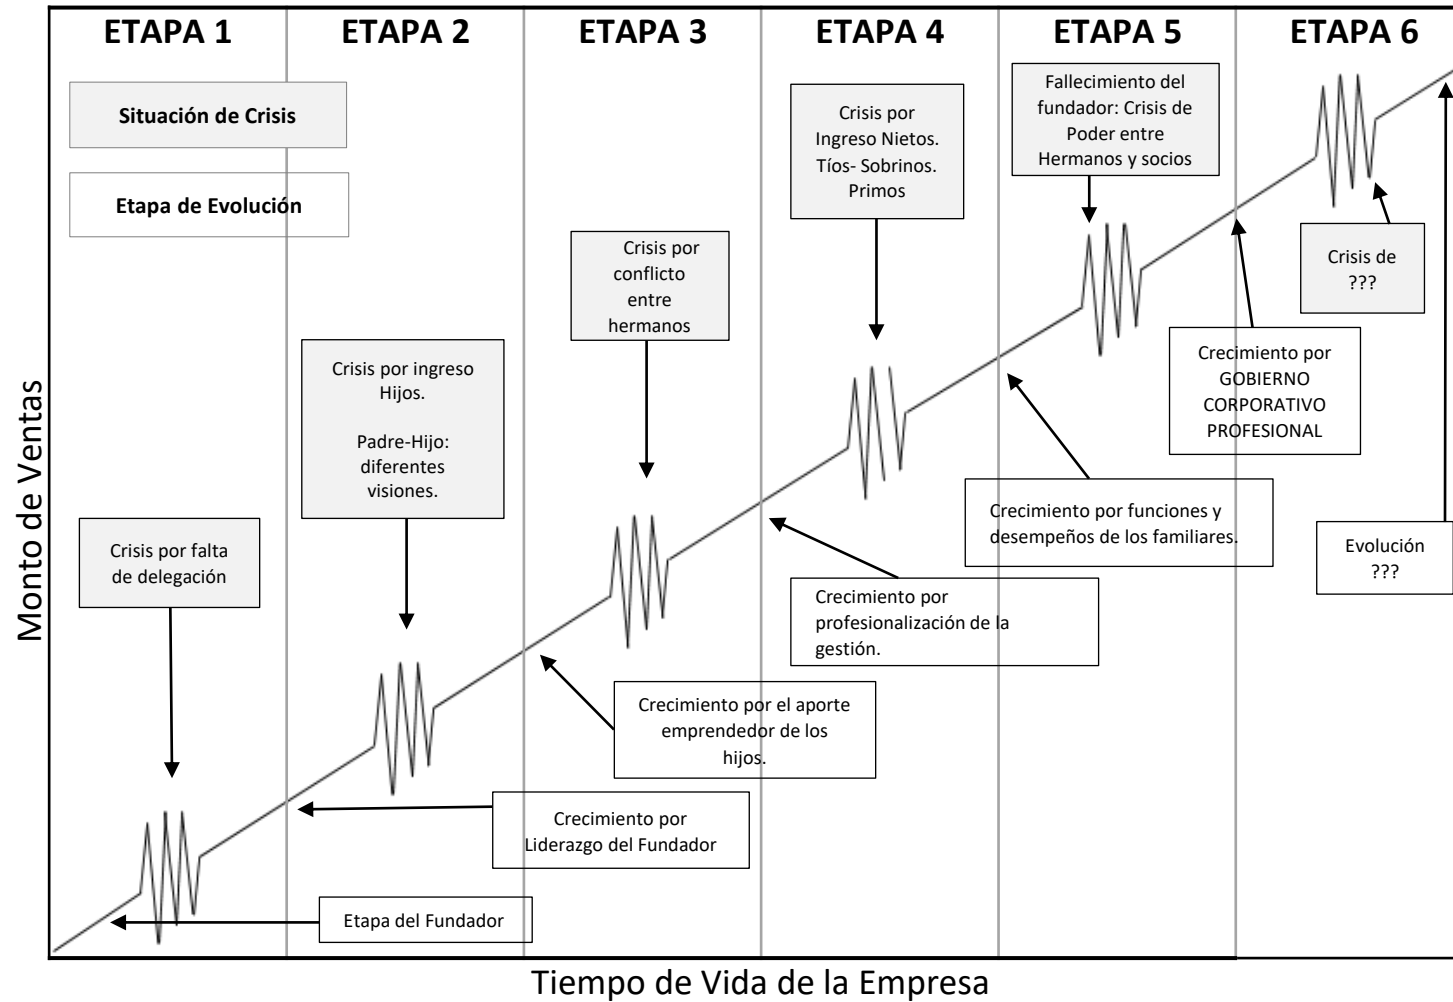 ETAPA 1
ETAPA 2
ETAPA 3
ETAPA 4
ETAPA 5
ETAPA 6
Situación de Crisis
Etapa de Evolución
Crisis por falta
de delegación
Crisis por ingreso
Hijos.
Padre-Hijo:
diferentes
visiones.
Crisis por
conflicto
entre
hermanos
Crisis por
Ingreso Nietos.
Tíos- Sobrinos.
Primos
Fallecimiento del
fundador: Crisis de
Poder entre
Hermanos y socios
Crisis de
???
Etapa del Fundador
Crecimiento por
Liderazgo del Fundador
Crecimiento por el aporte
emprendedor de los
hijos.
Crecimiento por
profesionalización de la
gestión.
Crecimiento por funciones y
desempeños de los familiares.
Crecimiento por
GOBIERNO
CORPORATIVO
PROFESIONAL
Evolución
???
Monto de Ventas
Tiempo de Vida de la Empresa